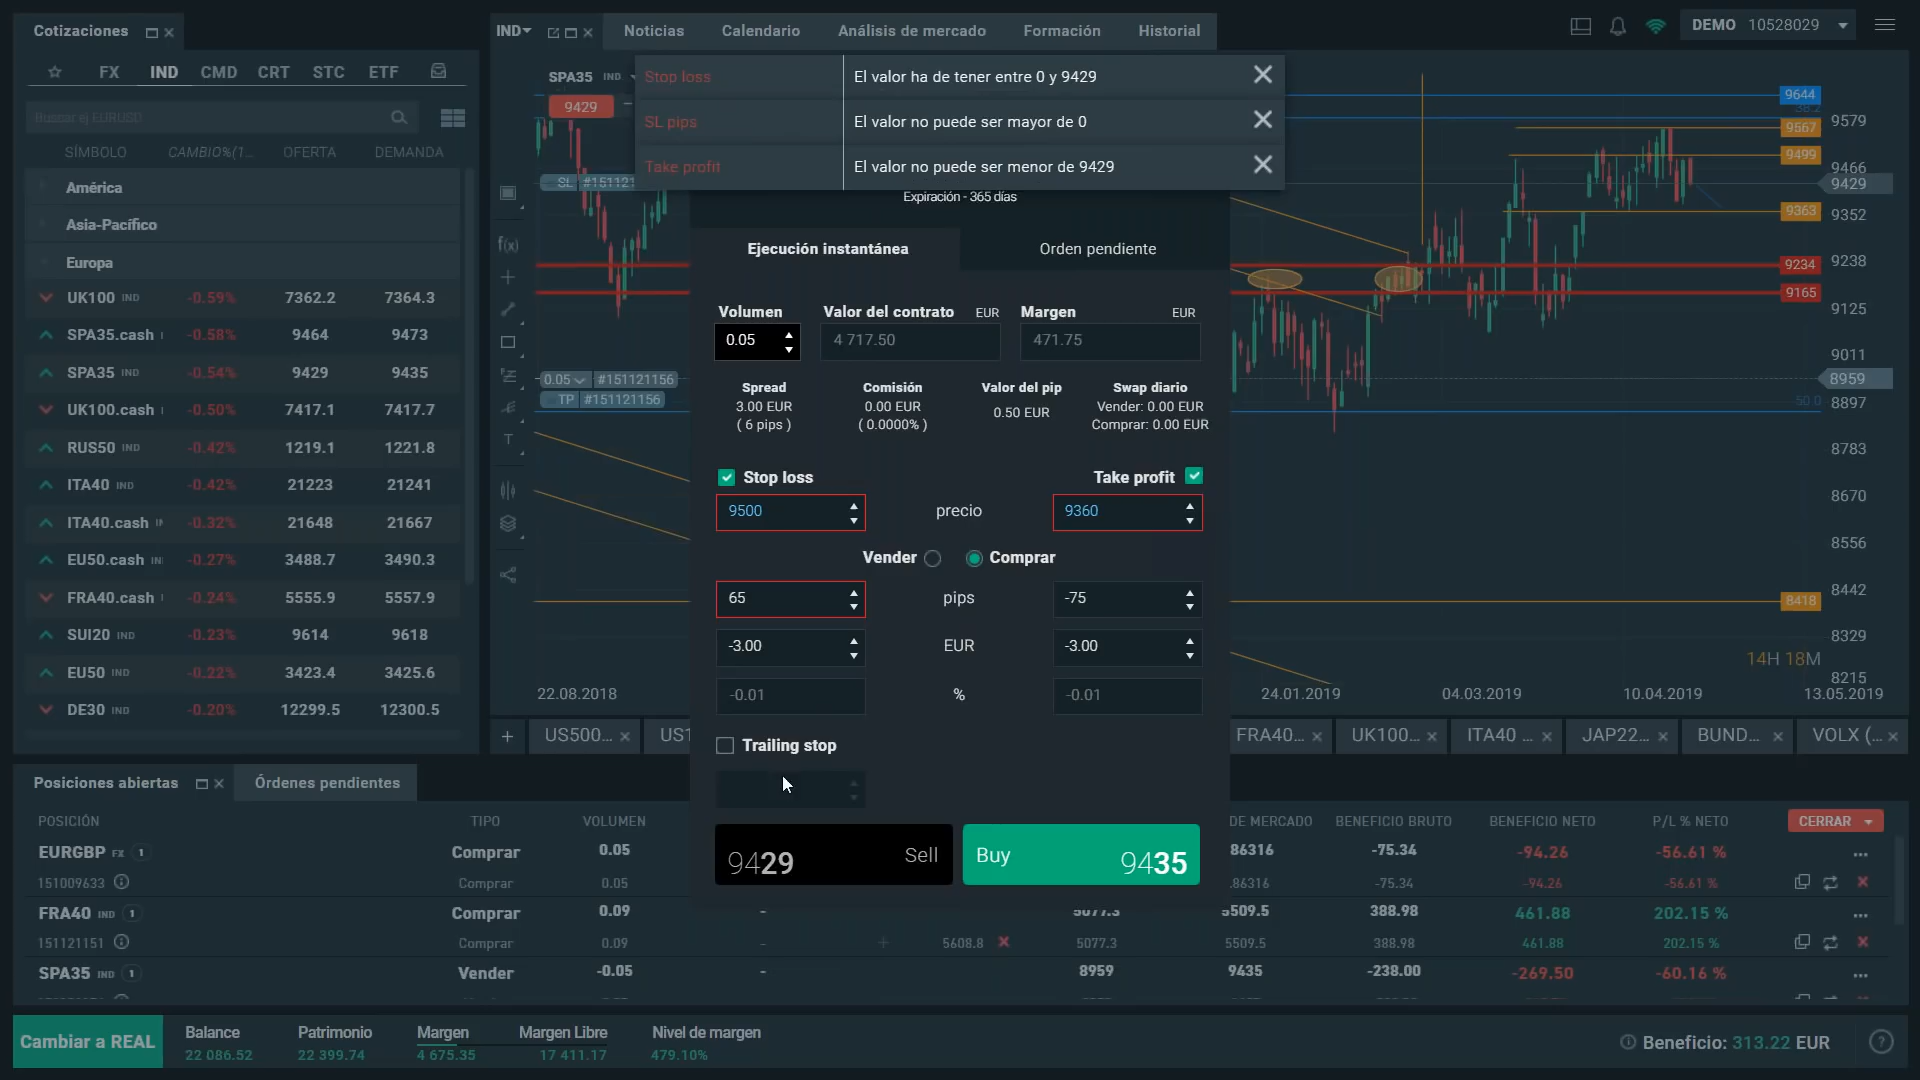 Cotizaciones
FX IND CMD CRT STC ETF
Buscar ej EURUSD
SÍMBOLO CAMBIO%(1... OFERTA DEMANDA
América
Asia-Pacífico
Europa
UK100 IND -0.59% 7362.2 7364.3
SPA35.cash -0.58% 9464 9473
SPA35 IND -0.54% 9429 9435
UK100.cash -0.50% 7417.1 7417.7
RUS50 IND -0.47% 1219.1 1221.8
ITA40 IND -0.42% 21223 21241
ITA40.cash -0.32% 21648 21667
EU50.cash -0.27% 3488.7 3490.3
FRA40.cash -0.24% 5555.9 5557.9
SUI20 IND -0.23% 9614 9618
EU50 IND -0.22% 3423.4 3425.6
DE30 IND -0.20% 12299.5 12300.5
IND Noticias Calendario Análisis de mercado Formación Historial
DEMO 10528029
SPA35 IND
9429
Stop loss El valor ha de tener entre 0 y 9429
SL pips El valor no puede ser mayor de 0
Take profit El valor no puede ser menor de 9429
SL #151121
0.05 #151121156
TP #151121156
f(x)
T
Expiración - 365 días
Ejecución instantánea Orden pendiente
Volumen Valor del contrato EUR Margen EUR
0.05 4 717.50 471.75
Spread Comisión Valor del pip Swap diario
3.00 EUR 0.00 EUR 0.50 EUR Vender: 0.00 EUR
( 6 pips ) ( 0.0000% ) Comprar: 0.00 EUR
Stop loss Take profit
9500 precio 9360
Vender Comprar
65 pips -75
-3.00 EUR -3.00
-0.01 % -0.01
Trailing stop
9429 Sell Buy 9435
9644
38.2
9579
9567
9499
9466
9429
9363
9352
9234
9238
9165
9125
9011
8959
50.0
8897
8783
8670
8556
8442
8418
8329
14H 18M
8215
22.08.2018 24.01.2019 04.03.2019 10.04.2019 13.05.2019
+ US500... US1 FRA40... UK100... ITA40 ... JAP22... BUND... VOLX (...
Posiciones abiertas Órdenes pendientes
POSICIÓN TIPO VOLUMEN DE MERCADO BENEFICIO BRUTO BENEFICIO NETO P/L % NETO CERRAR
EURGBP FX 1 Comprar 0.05 86316 -75.34 -94.26 -56.61 %
151009633 Comprar 0.05 .86316 -75.34 -94.26 -56.61 %
FRA40 IND 1 Comprar 0.09 - 5077.3 5509.5 388.98 461.88 202.15 %
151121151 Comprar 0.09 - 5608.8 5077.3 5509.5 388.98 461.88 202.15 %
SPA35 IND 1 Vender -0.05 - 8959 9435 -238.00 -269.50 -60.16 %
Cambiar a REAL
Balance Patrimonio Margen Margen Libre Nivel de margen
22 086.52 22 399.74 4 675.35 17 411.17 479.10%
Beneficio: 313.22 EUR